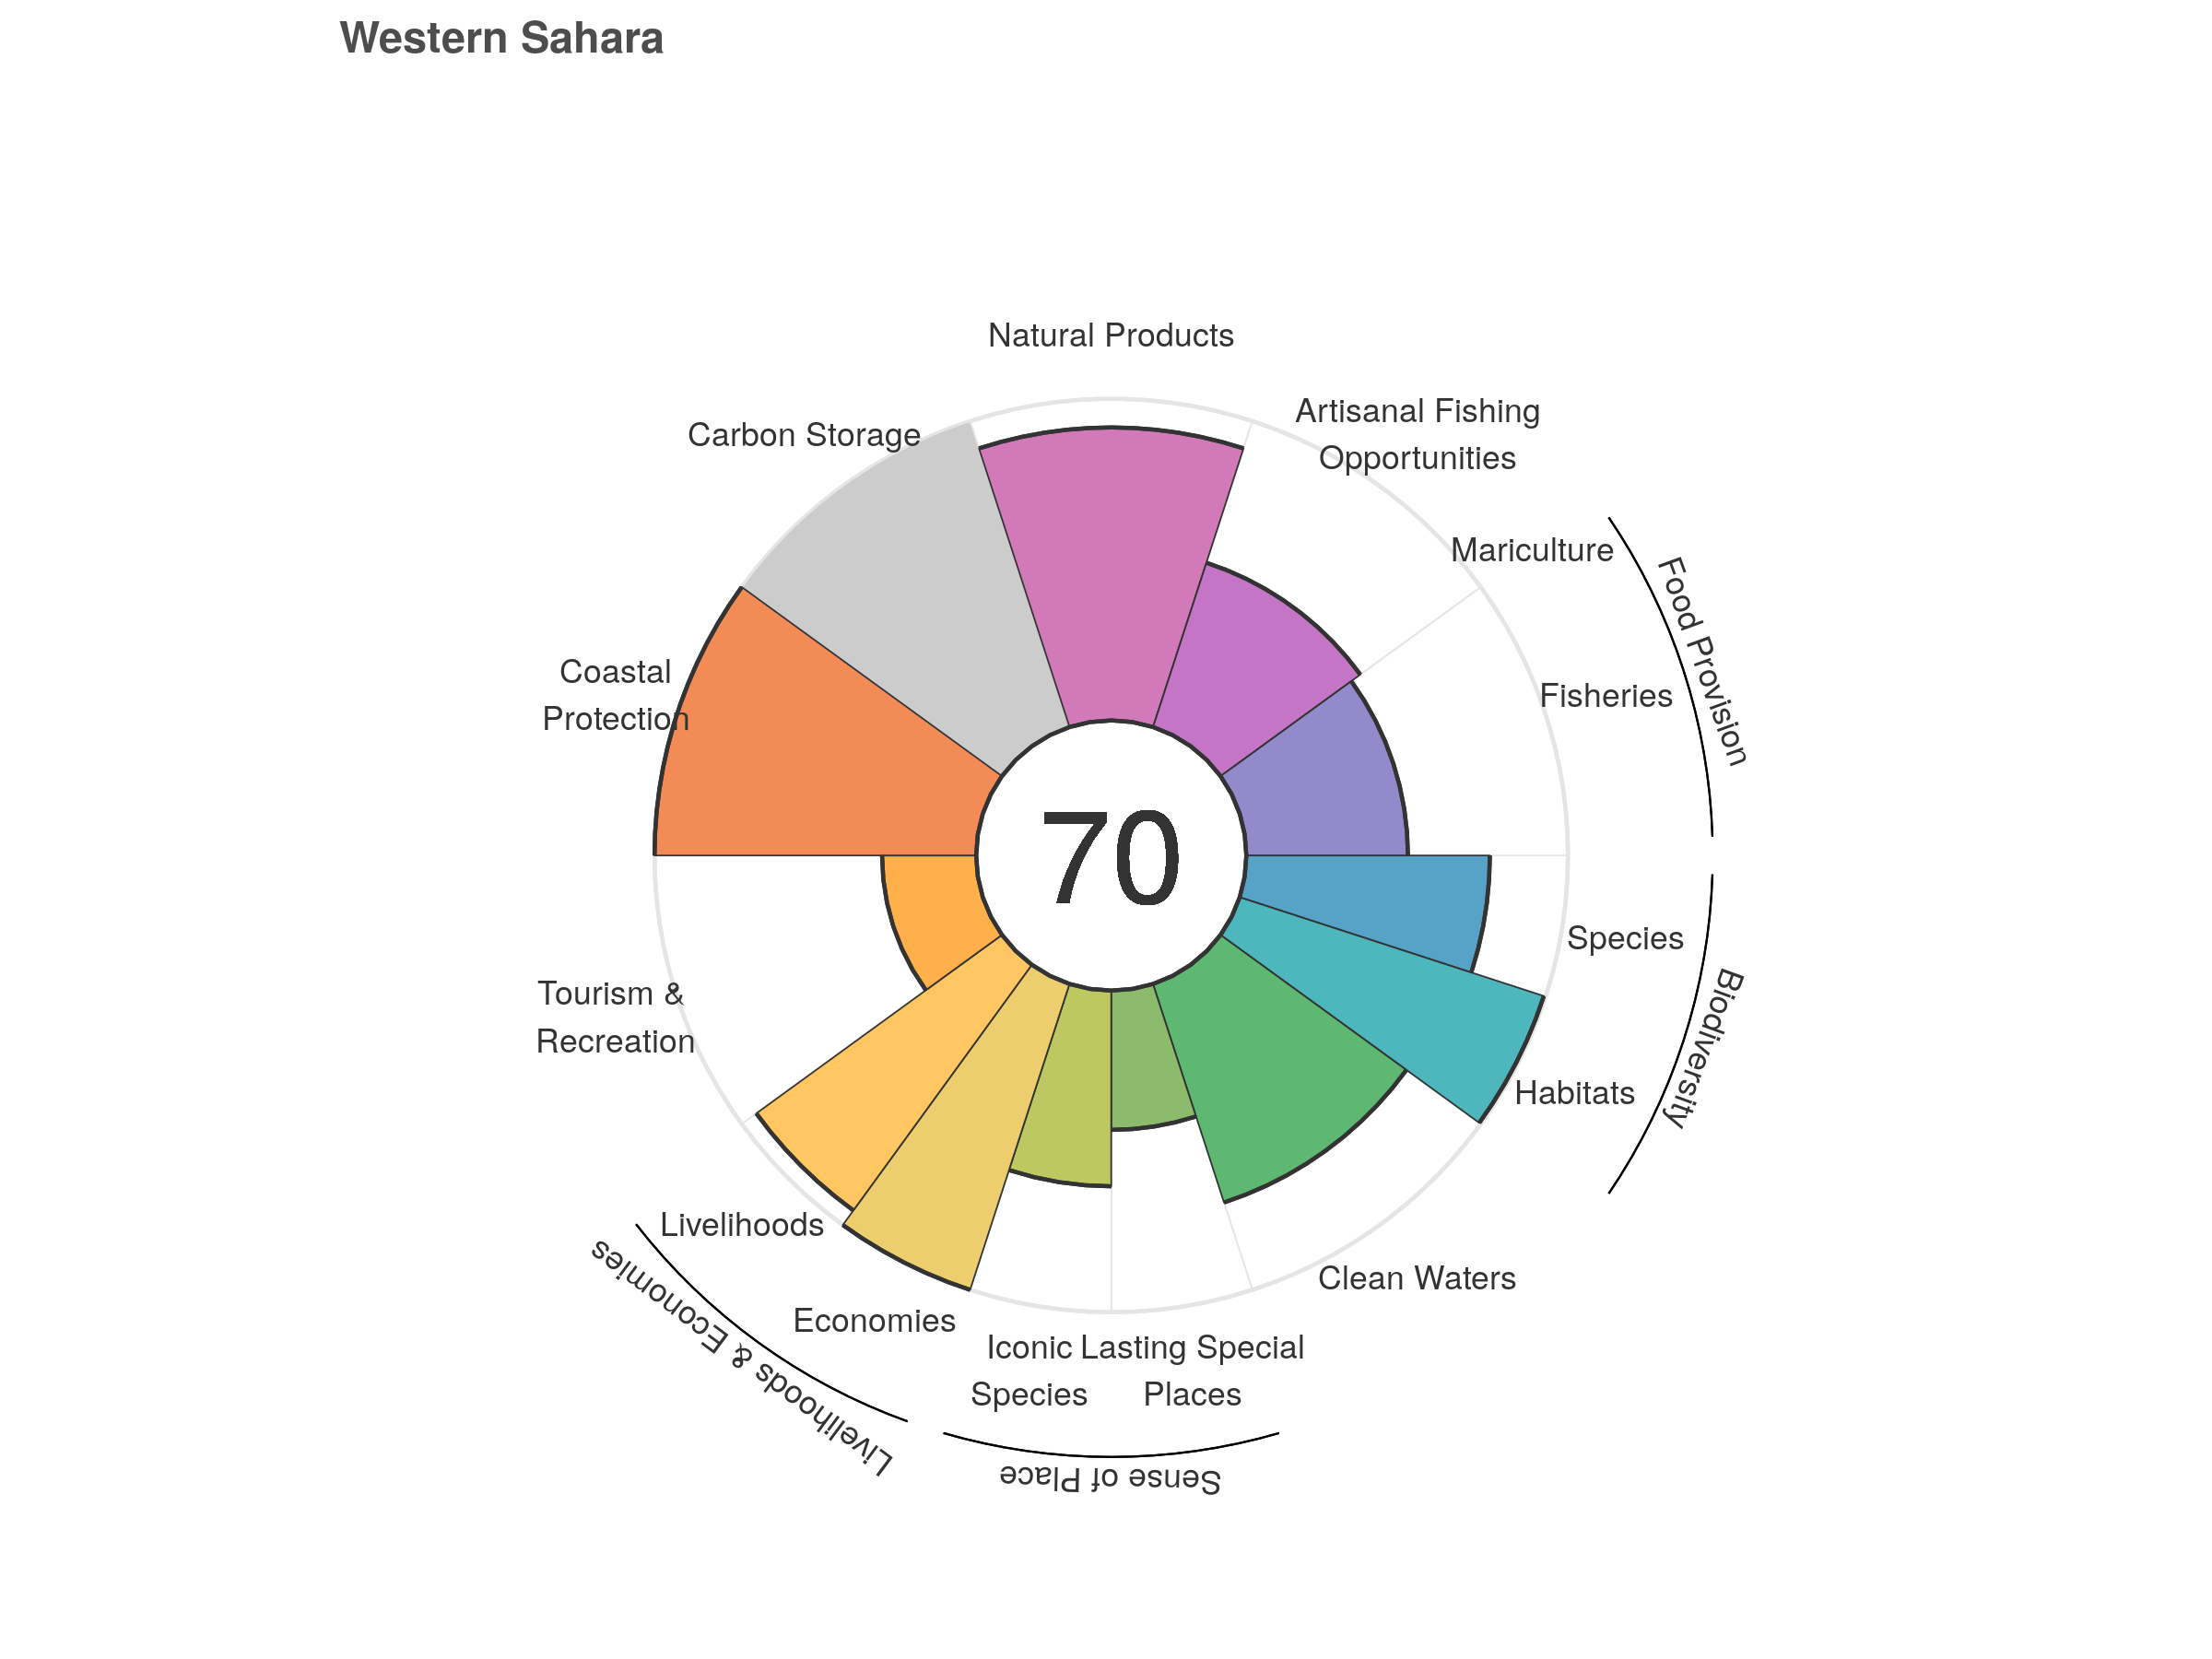 Western Sahara
Natural Products
Artisanal Fishing
Opportunities
Carbon Storage
Mariculture
Food Provision
Fisheries
Coastal
Protection
70
Species
Biodiversity
Tourism &
Recreation
Habitats
Livelihoods
Clean Waters
Economies
Livelihoods & Economies
Iconic
Species
Lasting Special
Places
Sense of Place